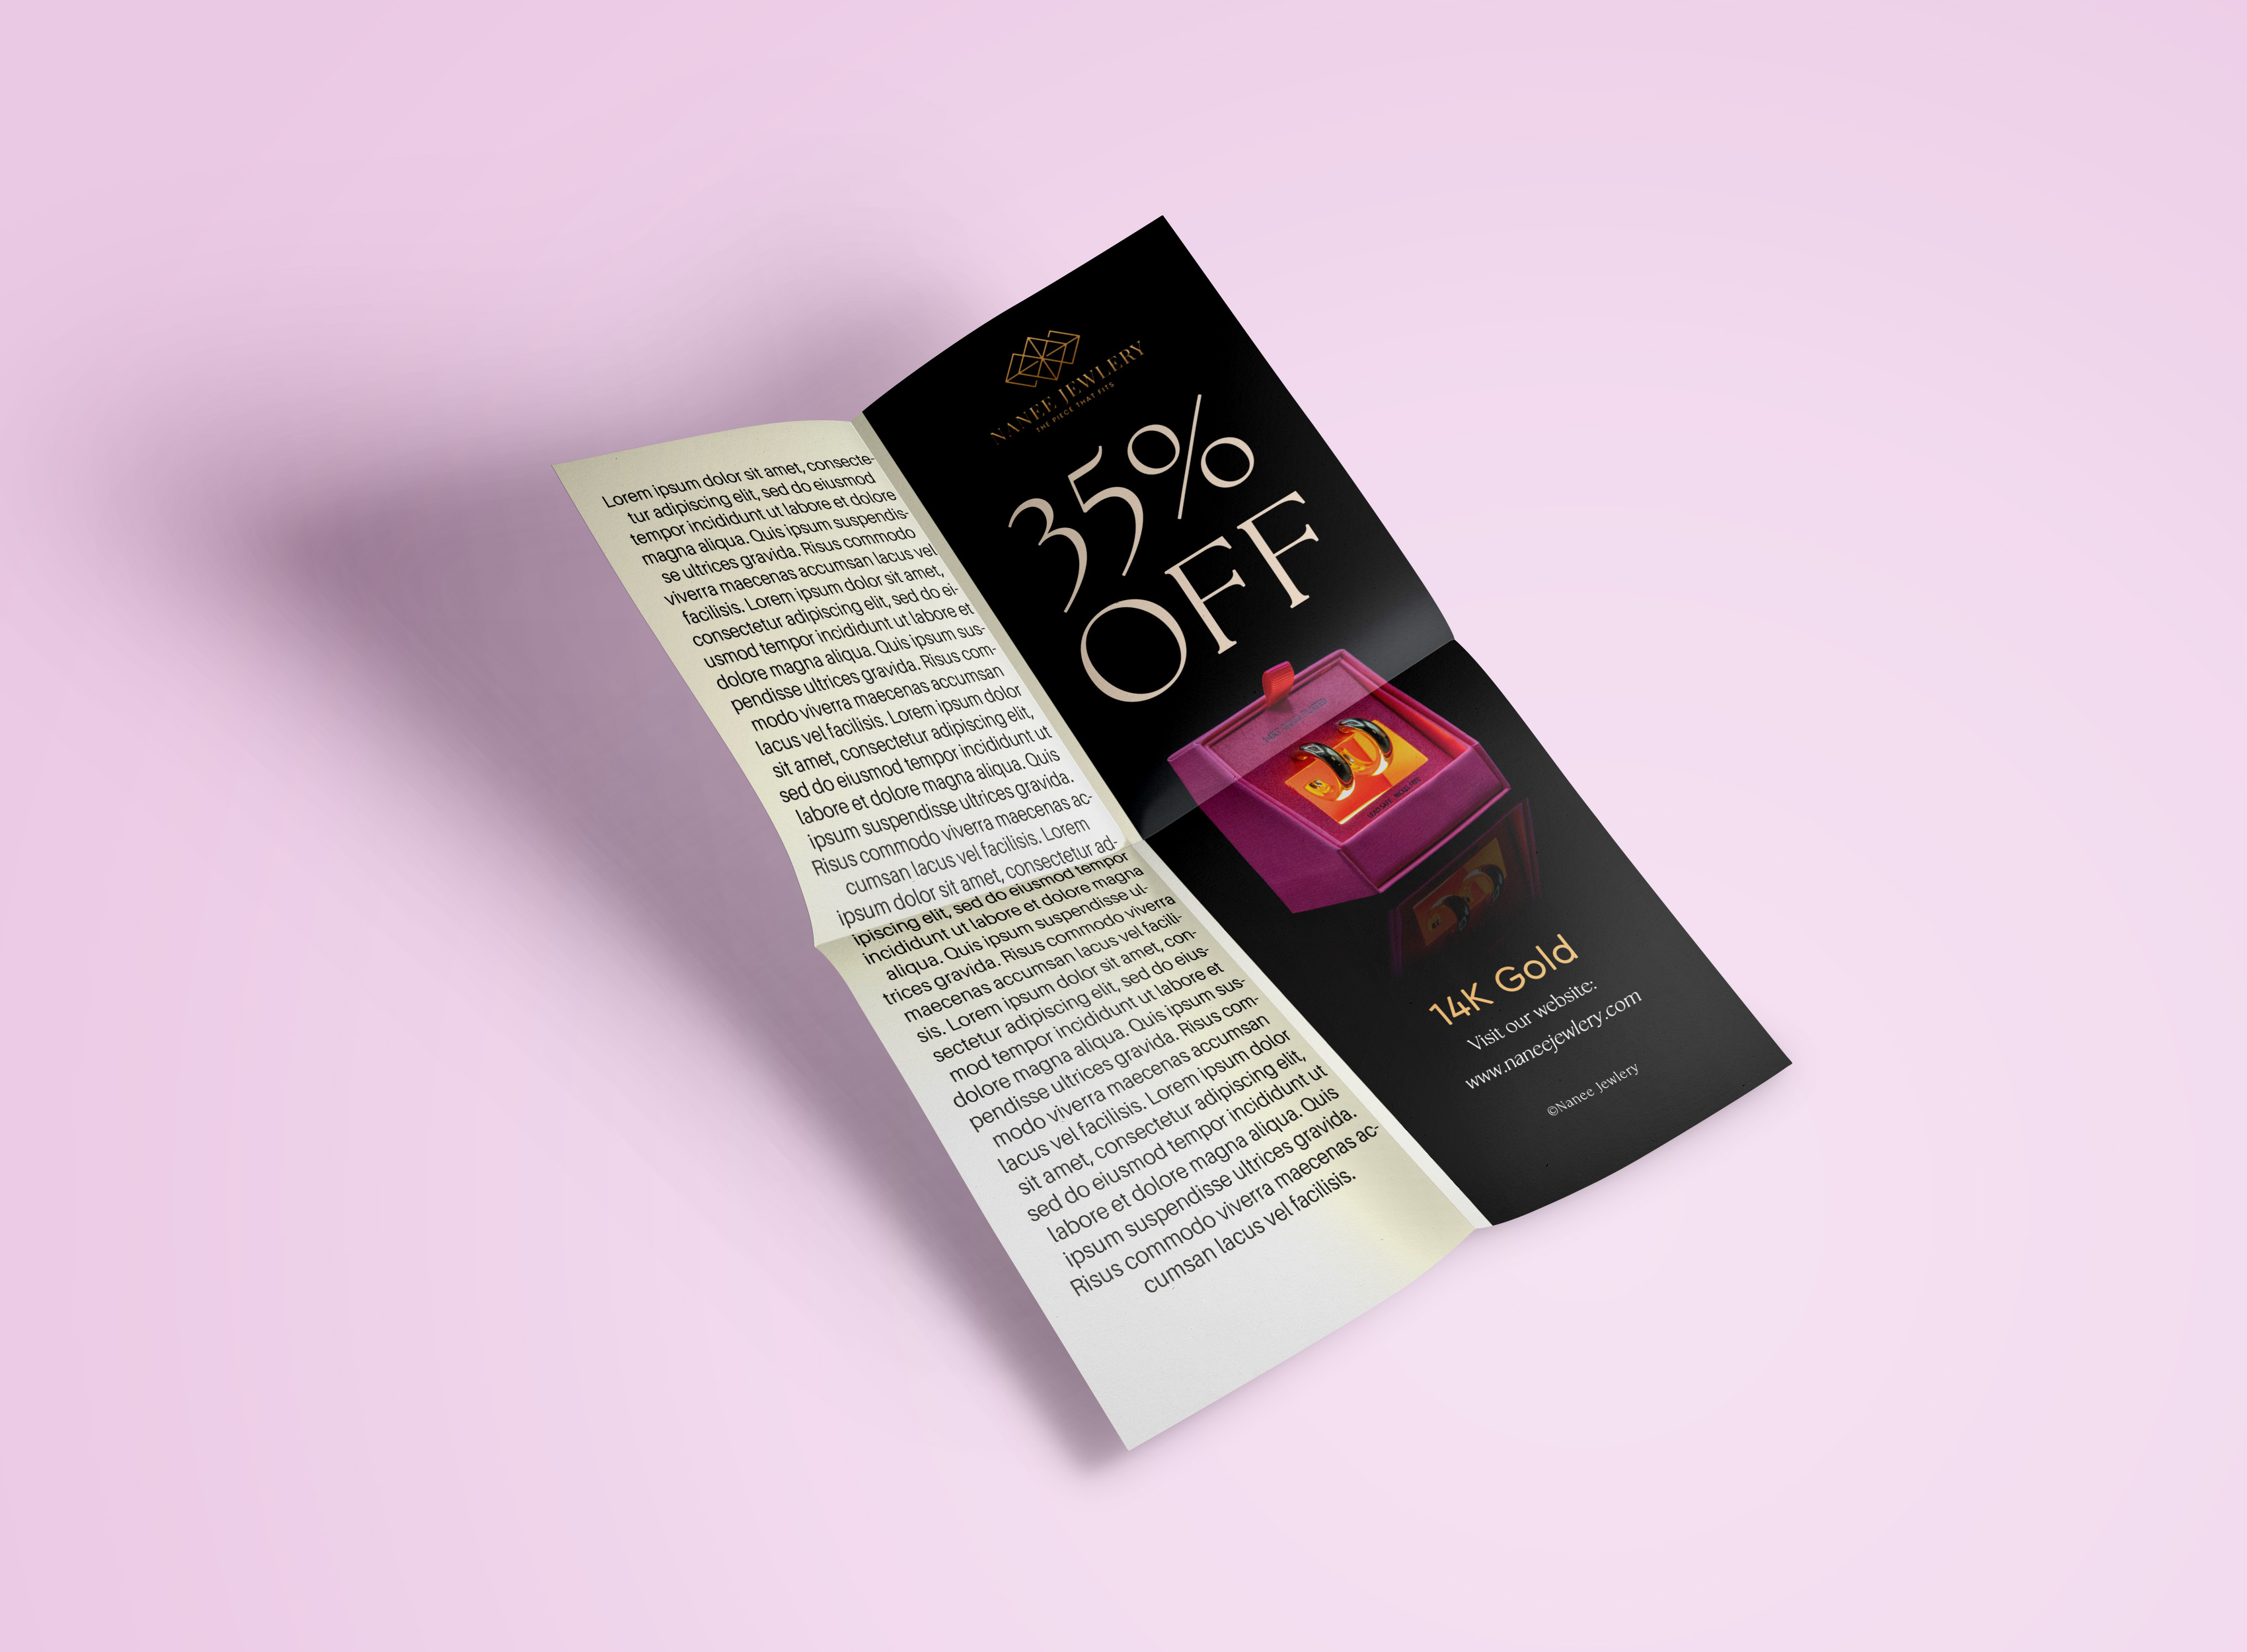 Lorem ipsum dolor sit amet, consecte-
tur adipiscing elit, sed do eiusmod
tempor incididunt ut labore et dolore
magna aliqua. Quis ipsum suspendis-
se ultrices gravida. Risus commodo
viverra maecenas accumsan lacus vel
facilisis. Lorem ipsum dolor sit amet,
consectetur adipiscing elit, sed do ei-
usmod tempor incididunt ut labore et
dolore magna aliqua. Quis ipsum sus-
pendisse ultrices gravida. Risus com-
modo viverra maecenas accumsan
lacus vel facilisis. Lorem ipsum dolor
sit amet, consectetur adipiscing elit,
sed do eiusmod tempor incididunt ut
labore et dolore magna aliqua. Quis
ipsum suspendisse ultrices gravida.
Risus commodo viverra maecenas ac-
cumsan lacus vel facilisis. Lorem
ipsum dolor sit amet, consectetur ad-
ipiscing elit, sed do eiusmod tempor
incididunt ut labore et dolore magna
aliqua. Quis ipsum suspendisse ul-
trices gravida. Risus commodo viverra
maecenas accumsan lacus vel facili-
sis. Lorem ipsum dolor sit amet, con-
sectetur adipiscing elit, sed do eius-
mod tempor incididunt ut labore et
dolore magna aliqua. Quis ipsum sus-
pendisse ultrices gravida. Risus com-
modo viverra maecenas accumsan
lacus vel facilisis. Lorem ipsum dolor
sit amet, consectetur adipiscing elit,
sed do eiusmod tempor incididunt ut
labore et dolore magna aliqua. Quis
ipsum suspendisse ultrices gravida.
Risus commodo viverra maecenas ac-
cumsan lacus vel facilisis.
NANEE JEWLERY
THE PIECE THAT FITS
35%
OFF
14K Gold
Visit our website:
www.naneejewlery.com
©Nanee Jewlery